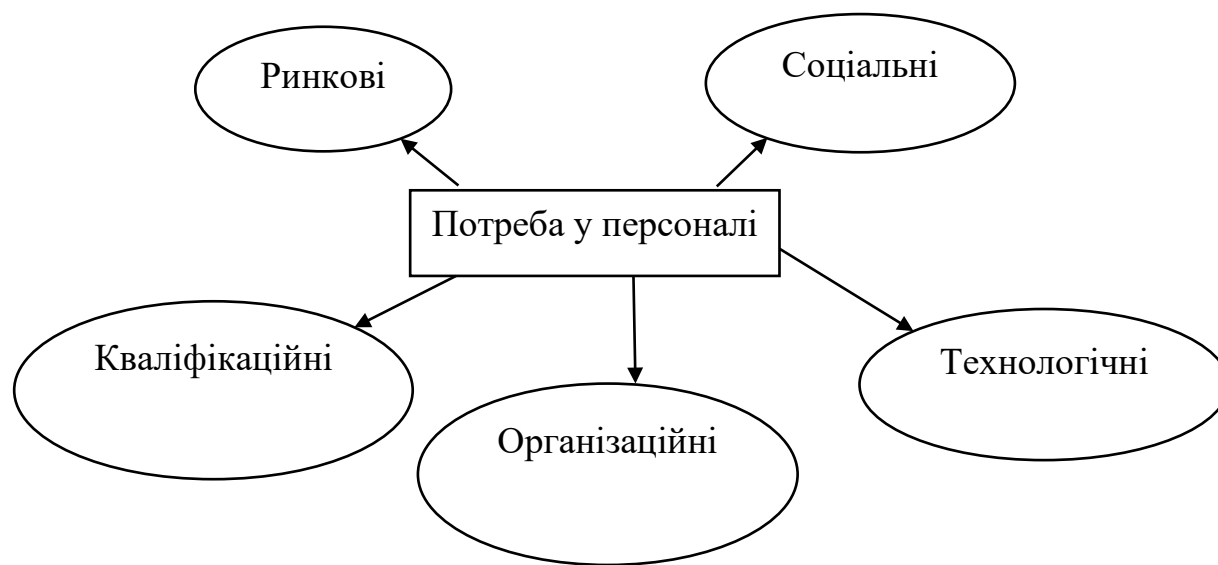 Ринкові
Соціальні
Потреба у персоналі
Кваліфікаційні
Технологічні
Організаційні